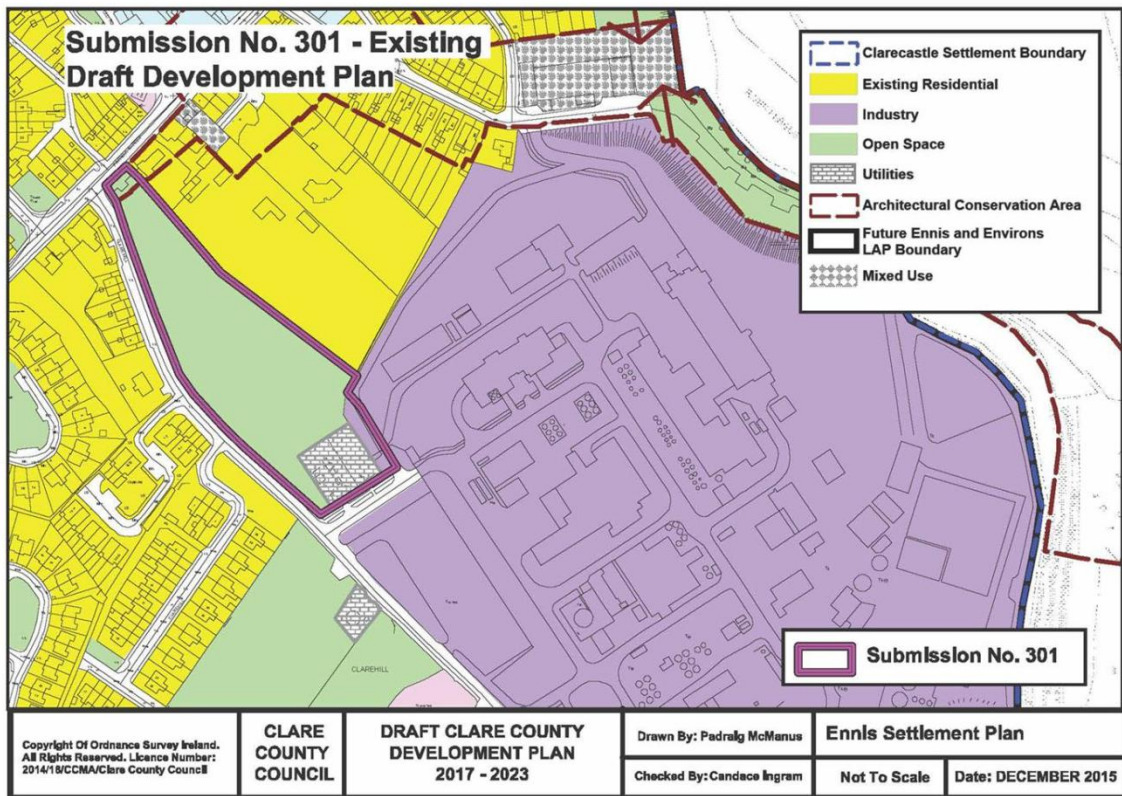 Submission No. 301 - Existing
Draft Development Plan
Clarecastle Settlement Boundary
Existing Residential
Industry
Open Space
Utilities
Architectural Conservation Area
Future Ennis and Environs
LAP Boundary
Mixed Use
CLAREHILL
Submission No. 301
Copyright Of Ordnance Survey Ireland.
All Rights Reserved. Licence Number:
2014/18/CCMA/Clare County Council
CLARE
COUNTY
COUNCIL
DRAFT CLARE COUNTY
DEVELOPMENT PLAN
2017 - 2023
Drawn By: Padraig McManus
Checked By: Candace Ingram
Ennis Settlement Plan
Not To Scale
Date: DECEMBER 2015